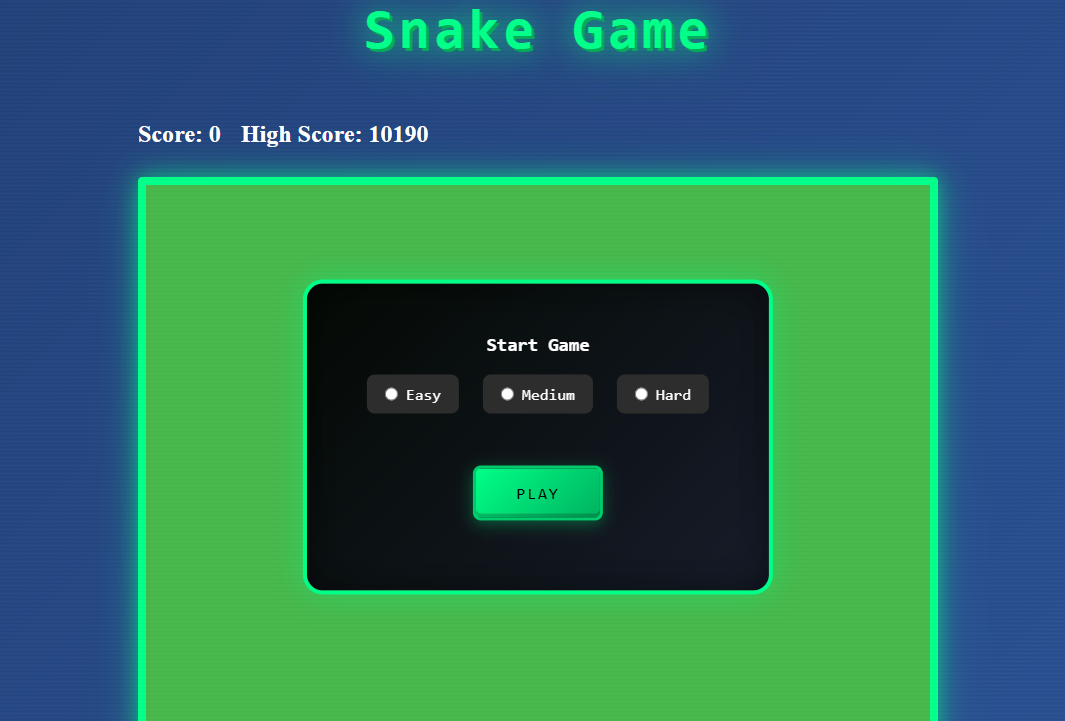 Snake Game
Score: 0 High Score: 10190
Start Game
Easy Medium Hard
PLAY